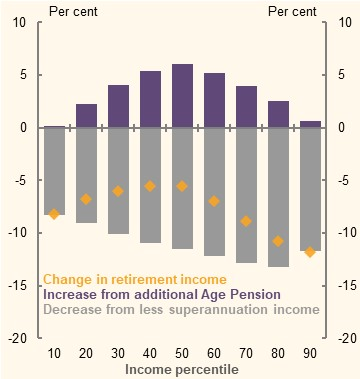 Per cent Per cent
10 10
5 5
0 0
-5 -5
-10 -10
-15 -15
-20 -20
Change in retirement income
Increase from additional Age Pension
Decrease from less superannuation income
10 20 30 40 50 60 70 80 90
Income percentile